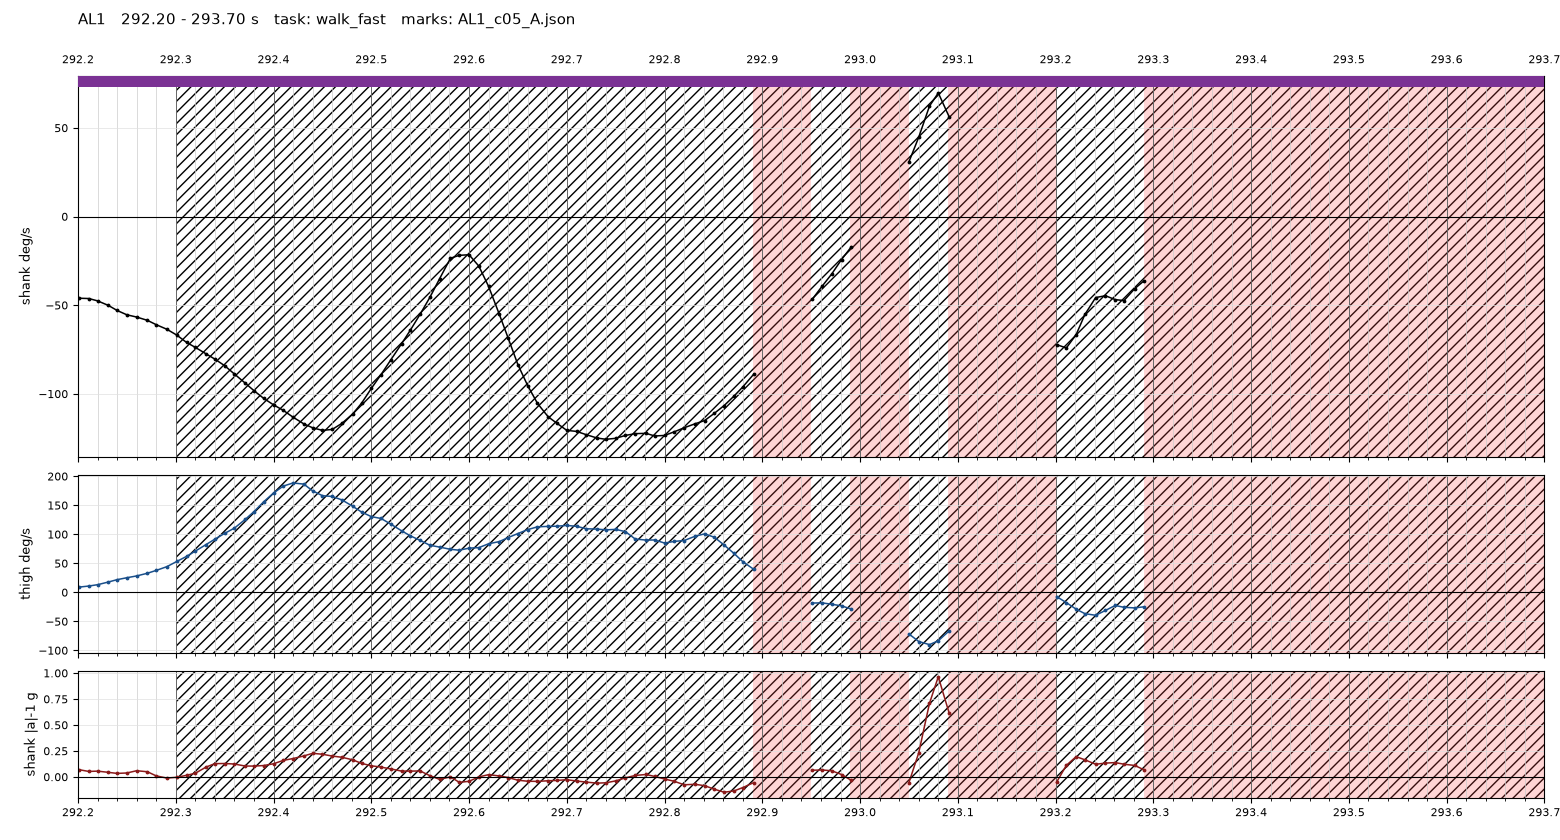 AL1 292.20 - 293.70 s task: walk_fast marks: AL1_c05_A.json
292.2 292.3 292.4 292.5 292.6 292.7 292.8 292.9 293.0 293.1 293.2 293.3 293.4 293.5 293.6 293.7
shank deg/s
50
0
−50
−100
thigh deg/s
200
150
100
50
0
−50
−100
shank |a|-1 g
1.00
0.75
0.50
0.25
0.00
292.2 292.3 292.4 292.5 292.6 292.7 292.8 292.9 293.0 293.1 293.2 293.3 293.4 293.5 293.6 293.7